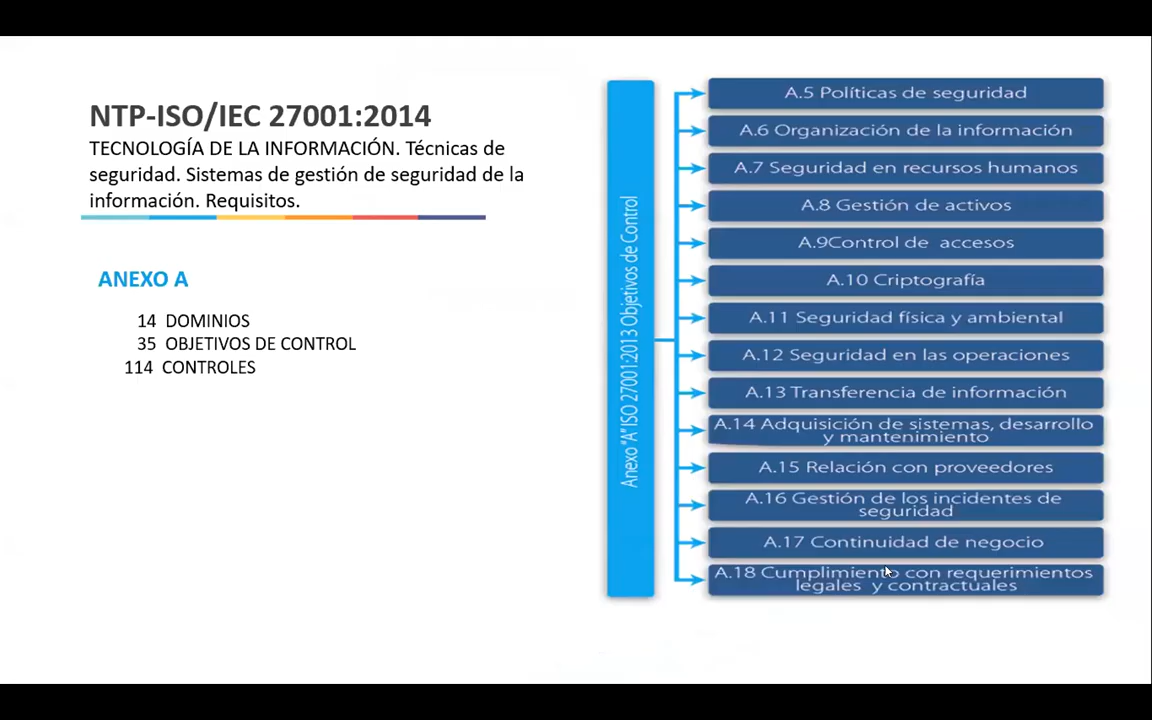 NTP-ISO/IEC 27001:2014
TECNOLOGÍA DE LA INFORMACIÓN. Técnicas de
seguridad. Sistemas de gestión de seguridad de la
información. Requisitos.
ANEXO A
14 DOMINIOS
35 OBJETIVOS DE CONTROL
114 CONTROLES
Anexo "A" ISO 27001:2013 Objetivos de Control
A.5 Políticas de seguridad
A.6 Organización de la información
A.7 Seguridad en recursos humanos
A.8 Gestión de activos
A.9Control de accesos
A.10 Criptografía
A.11 Seguridad física y ambiental
A.12 Seguridad en las operaciones
A.13 Transferencia de información
A.14 Adquisición de sistemas, desarrollo
y mantenimiento
A.15 Relación con proveedores
A.16 Gestión de los incidentes de
seguridad
A.17 Continuidad de negocio
A.18 Cumplimiento con requerimientos
legales y contractuales